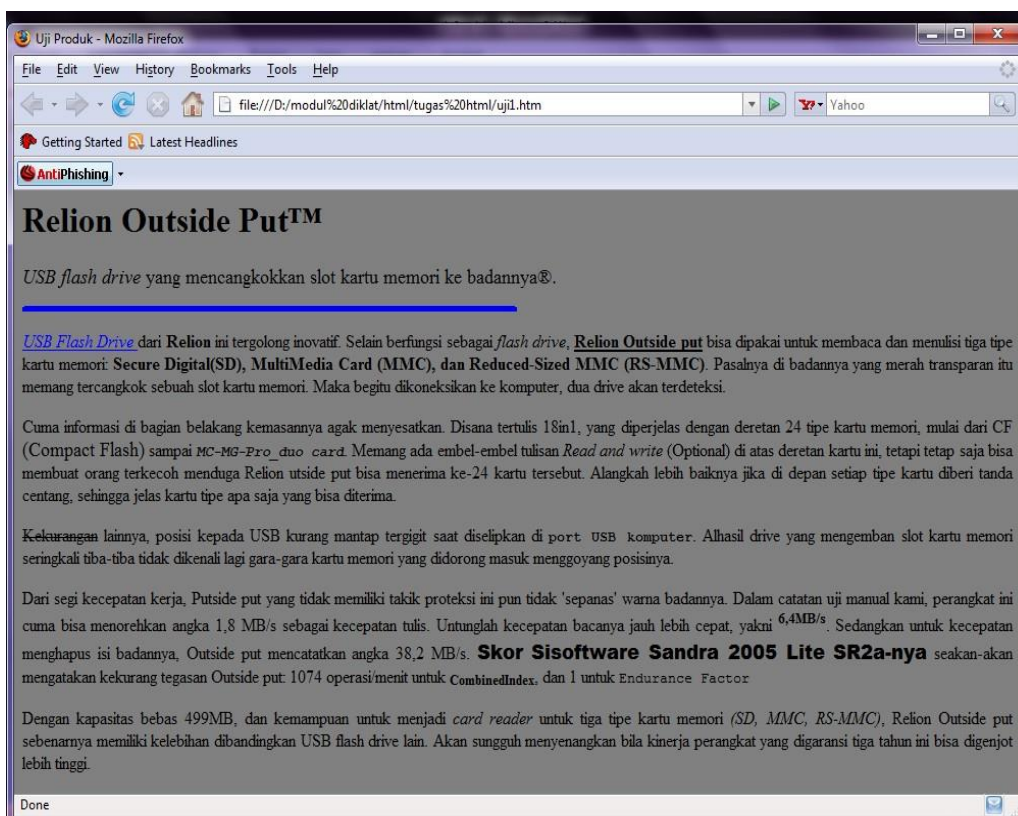 Uji Produk - Mozilla Firefox
File Edit View History Bookmarks Tools Help
file:///D:/modul%20diklat/html/tugas%20html/uji1.htm
Yahoo
Getting Started Latest Headlines
AntiPhishing
Relion Outside Put™
USB flash drive yang mencangkokkan slot kartu memori ke badannya®.
USB Flash Drive dari Relion ini tergolong inovatif. Selain berfungsi sebagai flash drive, Relion Outside put bisa dipakai untuk membaca dan menulisi tiga tipe
kartu memori: Secure Digital(SD), MultiMedia Card (MMC), dan Reduced-Sized MMC (RS-MMC). Pasalnya di badannya yang merah transparan itu
memang tercangkok sebuah slot kartu memori. Maka begitu dikoneksikan ke komputer, dua drive akan terdeteksi.
Cuma informasi di bagian belakang kemasannya agak menyesatkan. Disana tertulis 18in1, yang diperjelas dengan deretan 24 tipe kartu memori, mulai dari CF
(Compact Flash) sampai MC-MG-Pro_duo card. Memang ada embel-embel tulisan Read and write (Optional) di atas deretan kartu ini, tetapi tetap saja bisa
membuat orang terkecoh menduga Relion utside put bisa menerima ke-24 kartu tersebut. Alangkah lebih baiknya jika di depan setiap tipe kartu diberi tanda
centang, sehingga jelas kartu tipe apa saja yang bisa diterima.
Kekurangan lainnya, posisi kepada USB kurang mantap tergigit saat diselipkan di port USB komputer. Alhasil drive yang mengemban slot kartu memori
seringkali tiba-tiba tidak dikenali lagi gara-gara kartu memori yang didorong masuk menggoyang posisinya.
Dari segi kecepatan kerja, Putside put yang tidak memiliki takik proteksi ini pun tidak 'sepanas' warna badannya. Dalam catatan uji manual kami, perangkat ini
cuma bisa menorehkan angka 1,8 MB/s sebagai kecepatan tulis. Untunglah kecepatan bacanya jauh lebih cepat, yakni 6,4MB/s. Sedangkan untuk kecepatan
menghapus isi badannya, Outside put mencatatkan angka 38,2 MB/s. Skor Sisoftware Sandra 2005 Lite SR2a-nya seakan-akan
mengatakan kekurang tegasan Outside put: 1074 operasi/menit untuk CombinedIndex, dan 1 untuk Endurance Factor
Dengan kapasitas bebas 499MB, dan kemampuan untuk menjadi card reader untuk tiga tipe kartu memori (SD, MMC, RS-MMC), Relion Outside put
sebenarnya memiliki kelebihan dibandingkan USB flash drive lain. Akan sungguh menyenangkan bila kinerja perangkat yang digaransi tiga tahun ini bisa digenjot
lebih tinggi.
Done